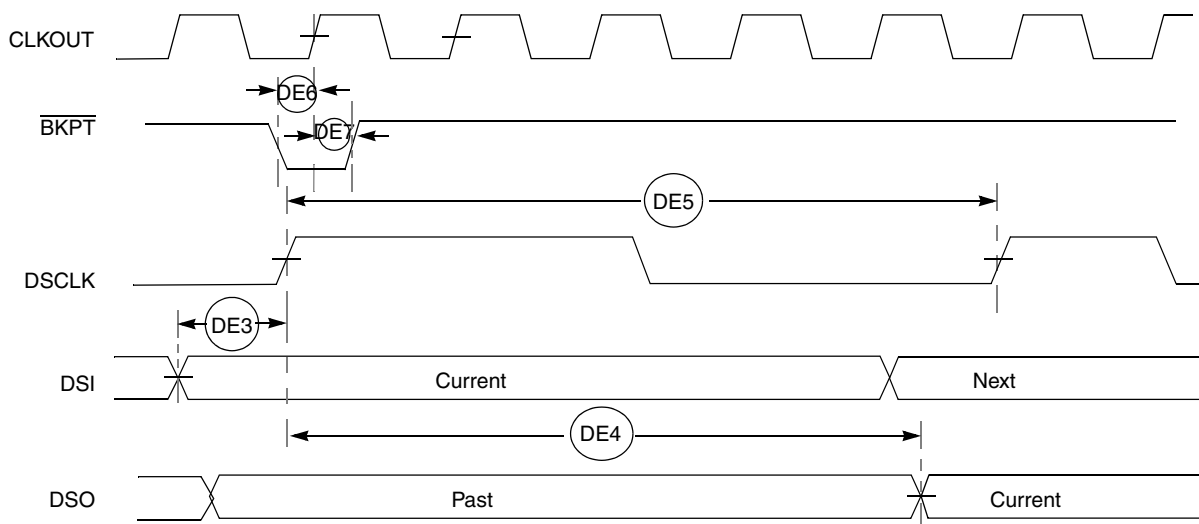 CLKOUT
DE6
BKPT
DE7
DE5
DSCLK
DE3
DSI
Current
Next
DE4
DSO
Past
Current